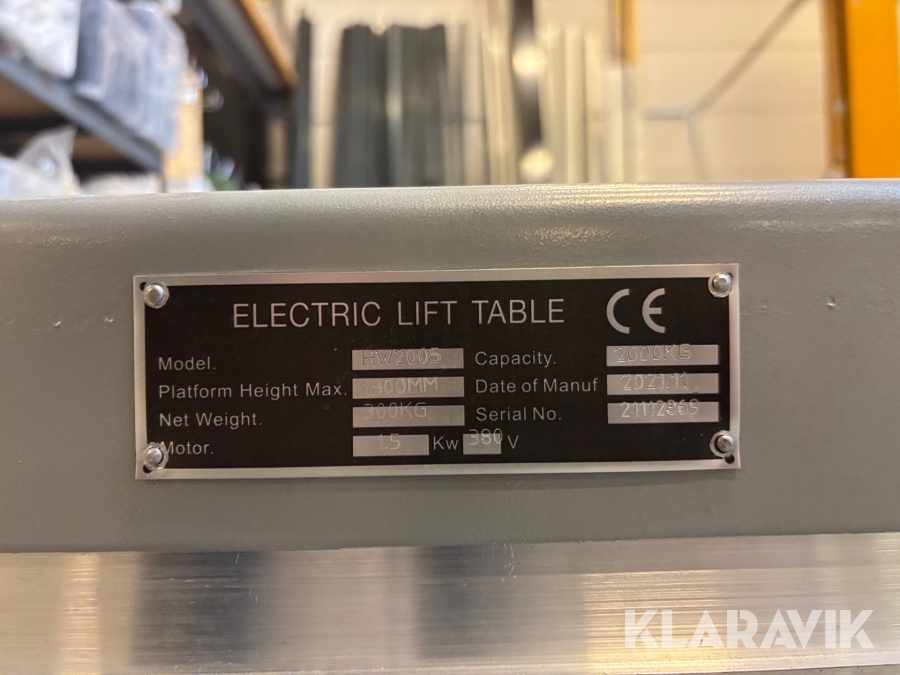 ELECTRIC LIFT TABLE CE
Model. HW2005 Capacity. 2000KG
Platform Height Max. 1300MM Date of Manuf 2021.11
Net Weight. 300KG Serial No. 21112869
Motor. 1.5 Kw 380 V
KLARAVIK